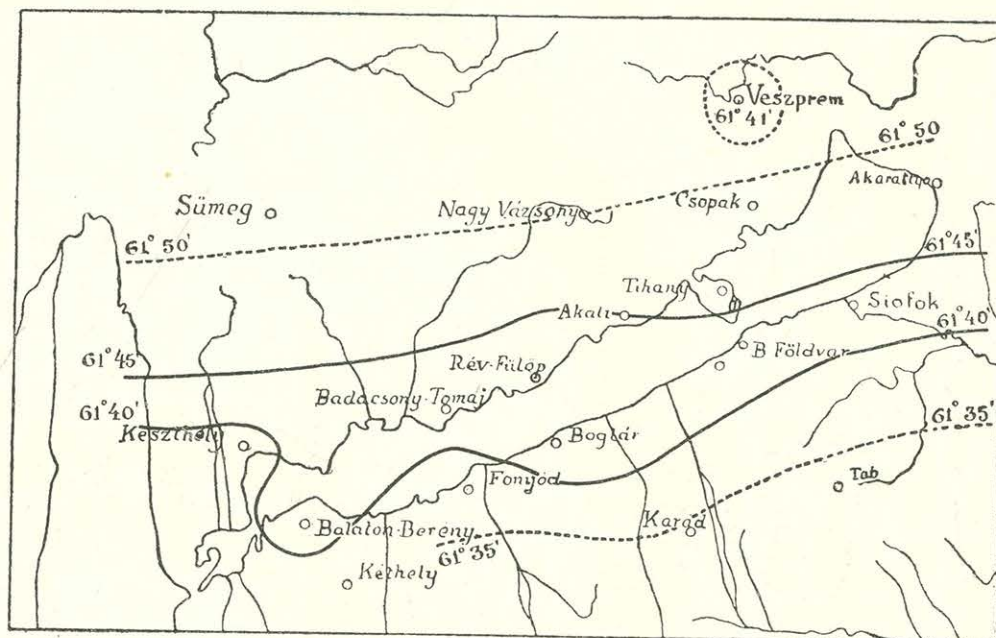 Veszprem
61° 41'
61° 50
Akarattya
Sümeg
Nagy Vázsony
Csopak
61° 50'
61° 45'
Tihany
Siófok
Akali
61° 40'
B Földvar
61° 45'
Rév-Fülöp
Badacsony-Tomaj
61° 40'
61° 35'
Keszthely
Boglár
Tab
Fonyód
Balaton-Berény
Karád
61° 35'
Kéthely